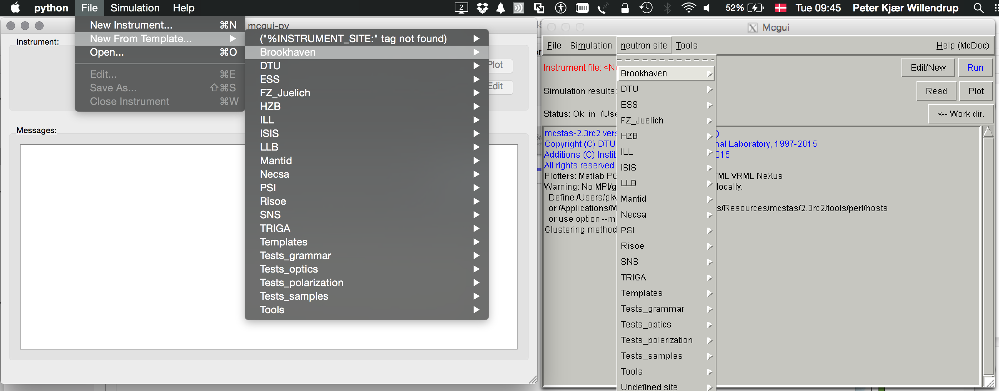 python File Simulation Help 2 52% Tue 09:45 Peter Kjær Willendrup
New Instrument... ⌘N
New From Template...
Open... ⌘O
Edit... ⌘E
Save As... ⇧⌘S
Close Instrument ⌘W
mcgui-py
Instrument:
Plot
Edit
Messages:
("%INSTRUMENT_SITE:" tag not found)
Brookhaven
DTU
ESS
FZ_Juelich
HZB
ILL
ISIS
LLB
Mantid
Necsa
PSI
Risoe
SNS
TRIGA
Templates
Tests_grammar
Tests_optics
Tests_polarization
Tests_samples
Tools
Mcgui
File Simulation neutron site Tools Help (McDoc)
Instrument file: <N
Edit/New Run
Simulation results:
Read Plot
Status: Ok in /Use
<-- Work dir.
mcstas-2.3rc2 vers )
Copyright (C) DTU nal Laboratory, 1997-2015
Additions (C) Instit 015
All rights reserved
Plotters: Matlab PG TML VRML NeXus
Warning: No MPI/g locally.
Define /Users/pkw
or /Applications/M s/Resources/mcstas/2.3rc2/tools/perl/hosts
or use option --m
Clustering method
Brookhaven
DTU
ESS
FZ_Juelich
HZB
ILL
ISIS
LLB
Mantid
Necsa
PSI
Risoe
SNS
TRIGA
Templates
Tests_grammar
Tests_optics
Tests_polarization
Tests_samples
Tools
Undefined site